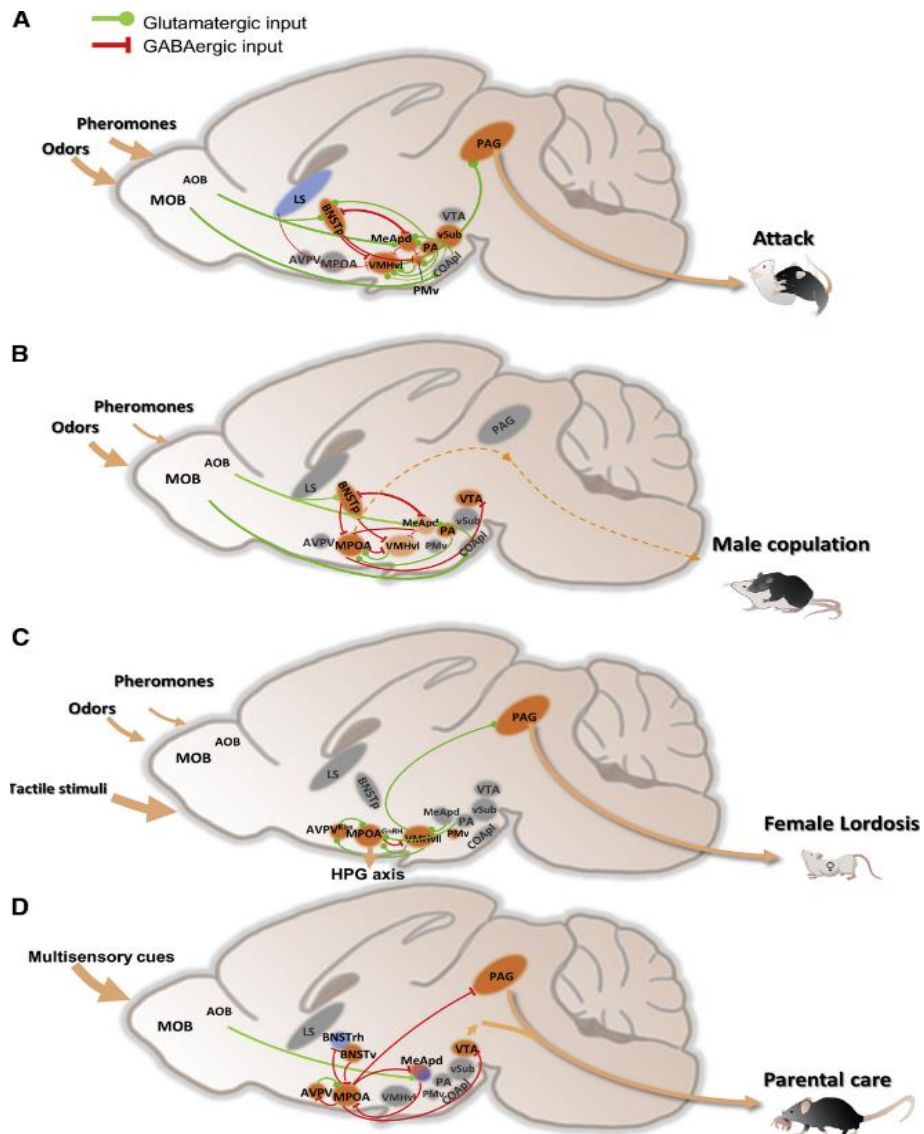 A
Glutamatergic input
GABAergic input
Pheromones
Odors
MOB
AOB
LS
BNSTp
AVPV
MPOA
VMHvl
MeApd
PA
PMv
COApl
vSub
VTA
PAG
Attack
B
Pheromones
Odors
MOB
AOB
LS
BNSTp
AVPV
MPOA
VMHvl
MeApd
PA
PMv
COApl
vSub
VTA
PAG
Male copulation
C
Pheromones
Odors
Tactile stimuli
MOB
AOB
LS
BNSTp
AVPV
Kiss
MPOA
GnRH
MeApd
PA
PMv
COApl
vSub
VTA
PAG
HPG axis
Female Lordosis
♀
D
Multisensory cues
MOB
AOB
LS
BNSTrh
BNSTv
AVPV
MPOA
VMHvl
MeApd
PA
PMv
COApl
vSub
VTA
PAG
Parental care